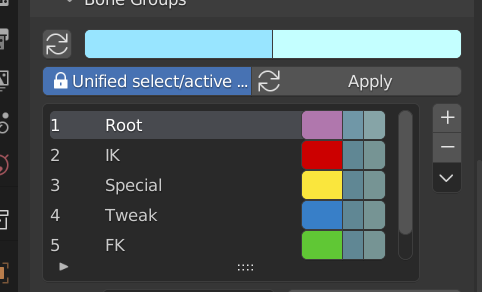 Bone Groups
Unified select/active ...
Apply
1 Root
2 IK
3 Special
4 Tweak
5 FK